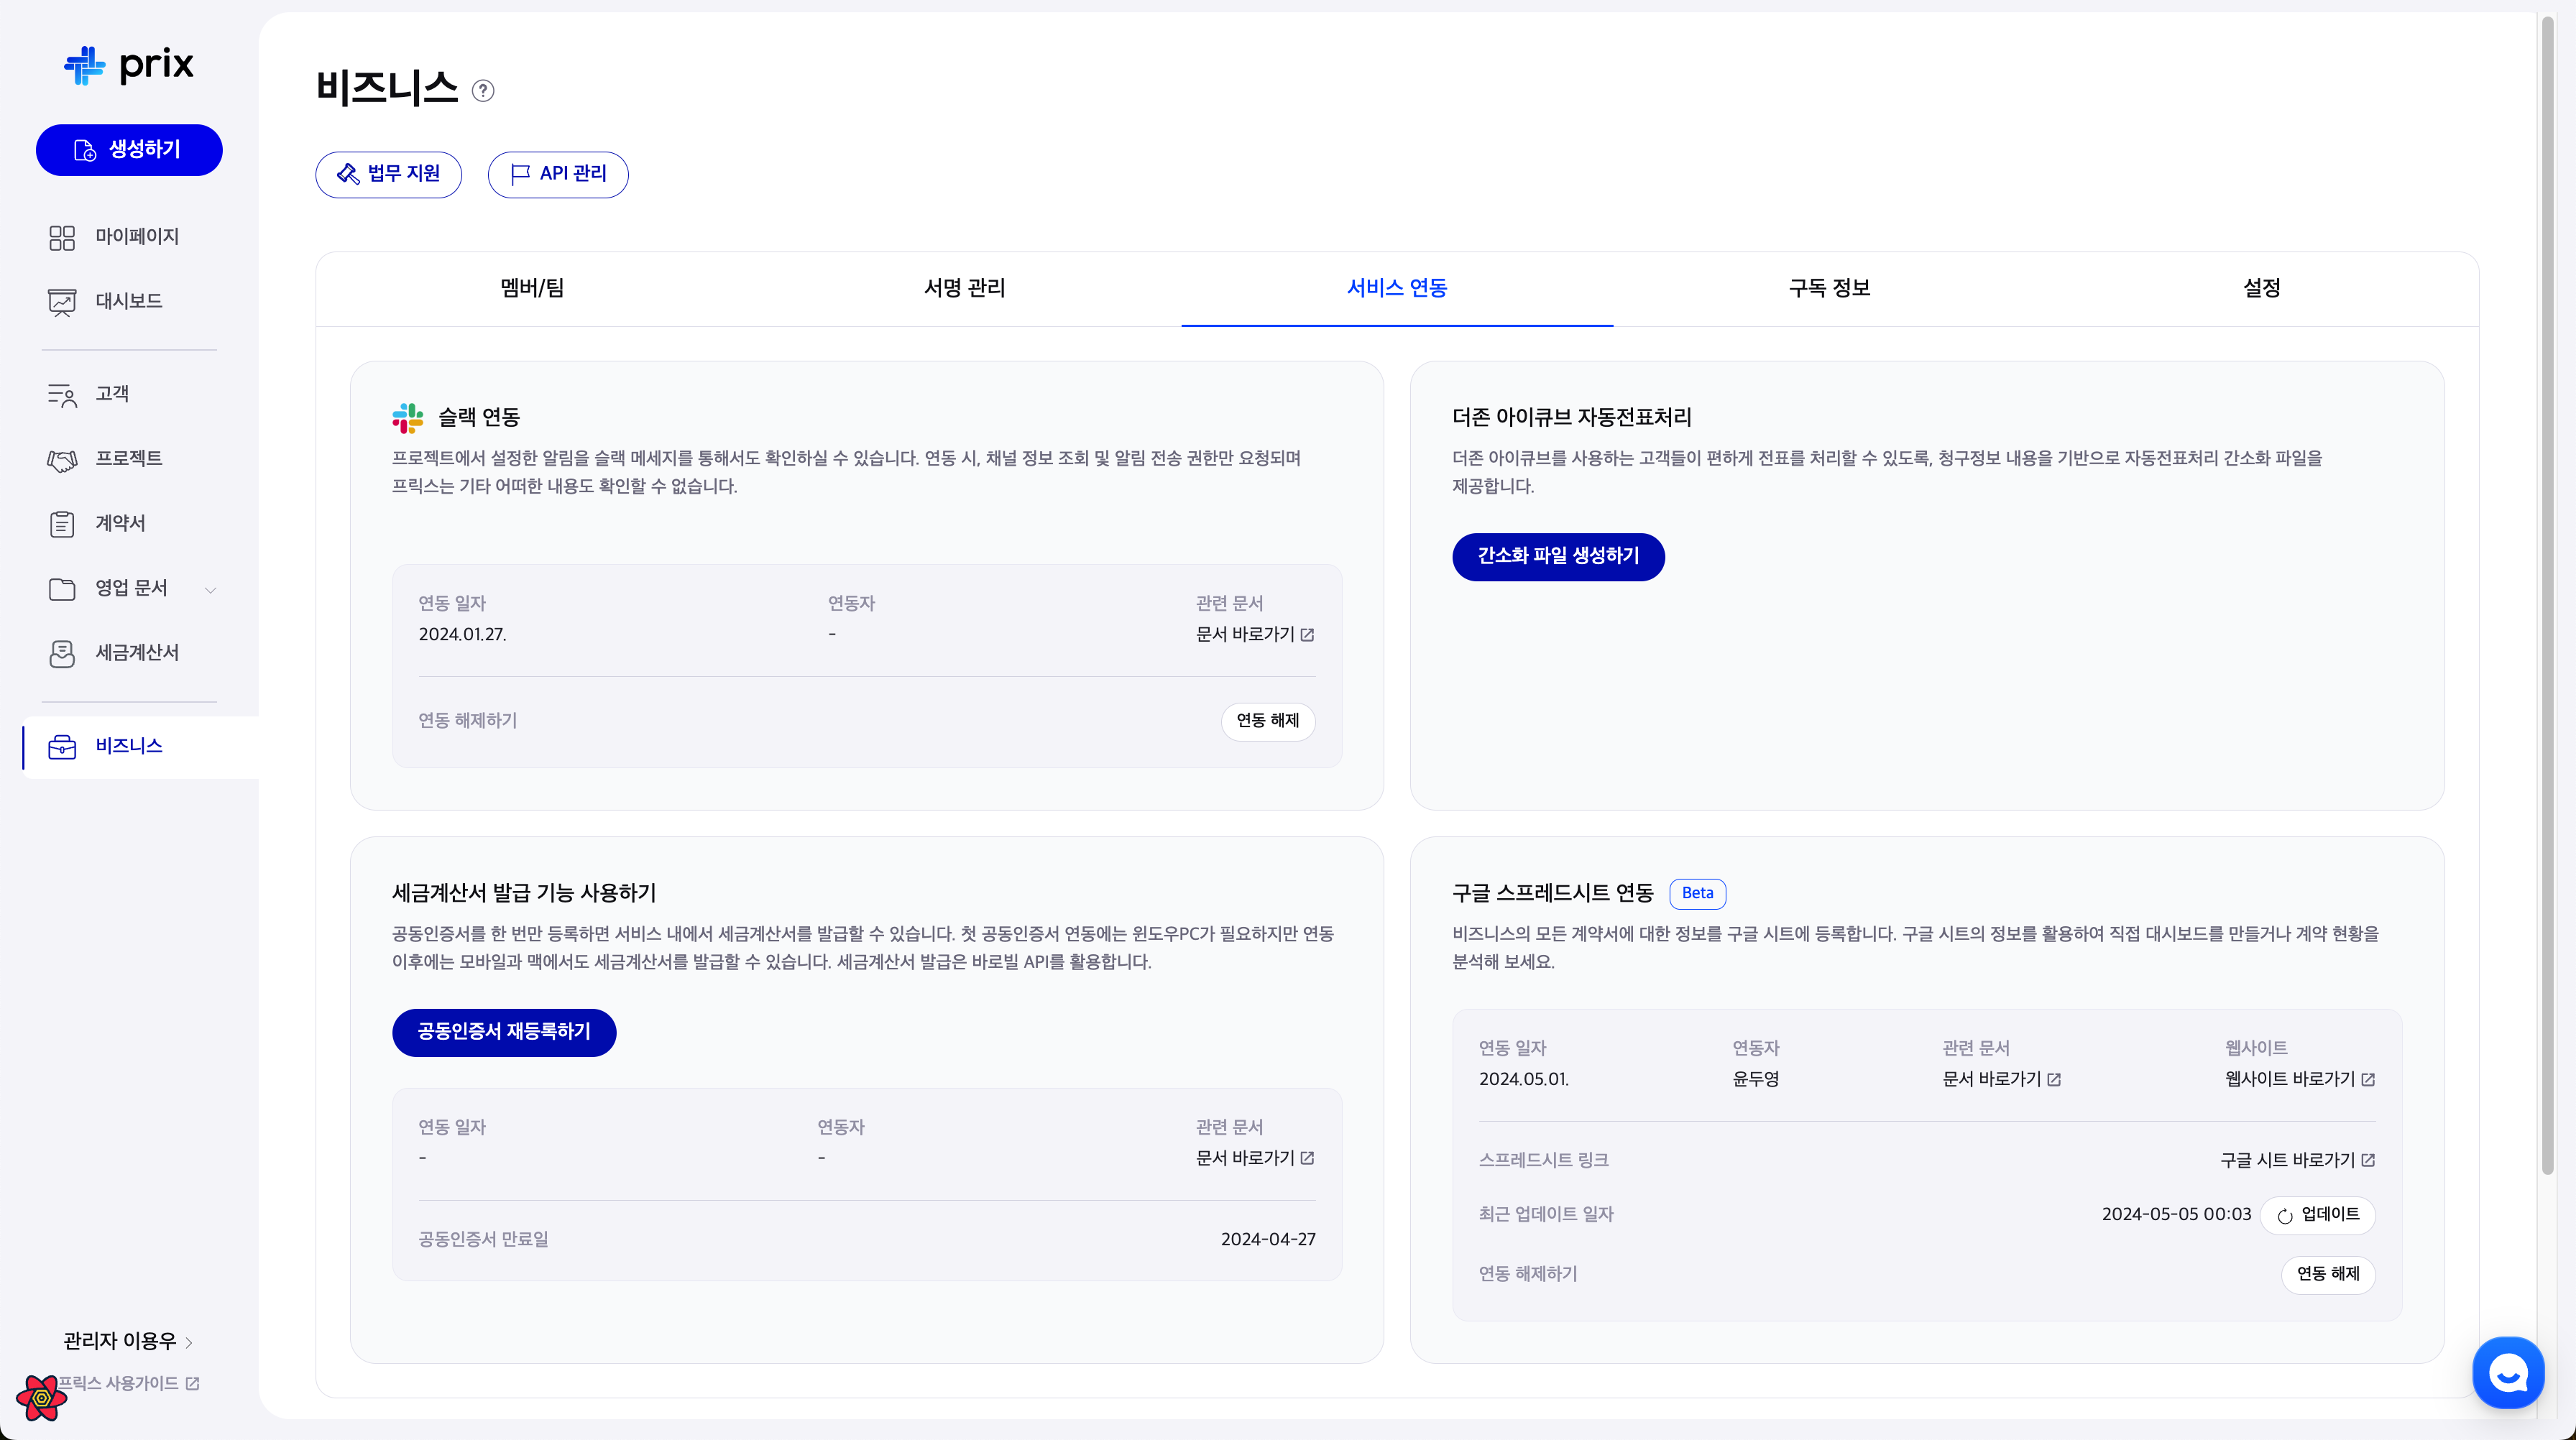 prix
생성하기
마이페이지
대시보드
고객
프로젝트
계약서
영업 문서
세금계산서
비즈니스
관리자 이용우
프릭스 사용가이드
비즈니스
?
법무 지원
API 관리
멤버/팀
서명 관리
서비스 연동
구독 정보
설정
슬랙 연동
프로젝트에서 설정한 알림을 슬랙 메세지를 통해서도 확인하실 수 있습니다. 연동 시, 채널 정보 조회 및 알림 전송 권한만 요청되며
프릭스는 기타 어떠한 내용도 확인할 수 없습니다.
연동 일자
연동자
관련 문서
2024.01.27.
-
문서 바로가기
연동 해제하기
연동 해제
더존 아이큐브 자동전표처리
더존 아이큐브를 사용하는 고객들이 편하게 전표를 처리할 수 있도록, 청구정보 내용을 기반으로 자동전표처리 간소화 파일을
제공합니다.
간소화 파일 생성하기
세금계산서 발급 기능 사용하기
공동인증서를 한 번만 등록하면 서비스 내에서 세금계산서를 발급할 수 있습니다. 첫 공동인증서 연동에는 윈도우PC가 필요하지만 연동
이후에는 모바일과 맥에서도 세금계산서를 발급할 수 있습니다. 세금계산서 발급은 바로빌 API를 활용합니다.
공동인증서 재등록하기
연동 일자
연동자
관련 문서
-
-
문서 바로가기
공동인증서 만료일
2024-04-27
구글 스프레드시트 연동
Beta
비즈니스의 모든 계약서에 대한 정보를 구글 시트에 등록합니다. 구글 시트의 정보를 활용하여 직접 대시보드를 만들거나 계약 현황을
분석해 보세요.
연동 일자
연동자
관련 문서
웹사이트
2024.05.01.
윤두영
문서 바로가기
웹사이트 바로가기
스프레드시트 링크
구글 시트 바로가기
최근 업데이트 일자
2024-05-05 00:03
업데이트
연동 해제하기
연동 해제